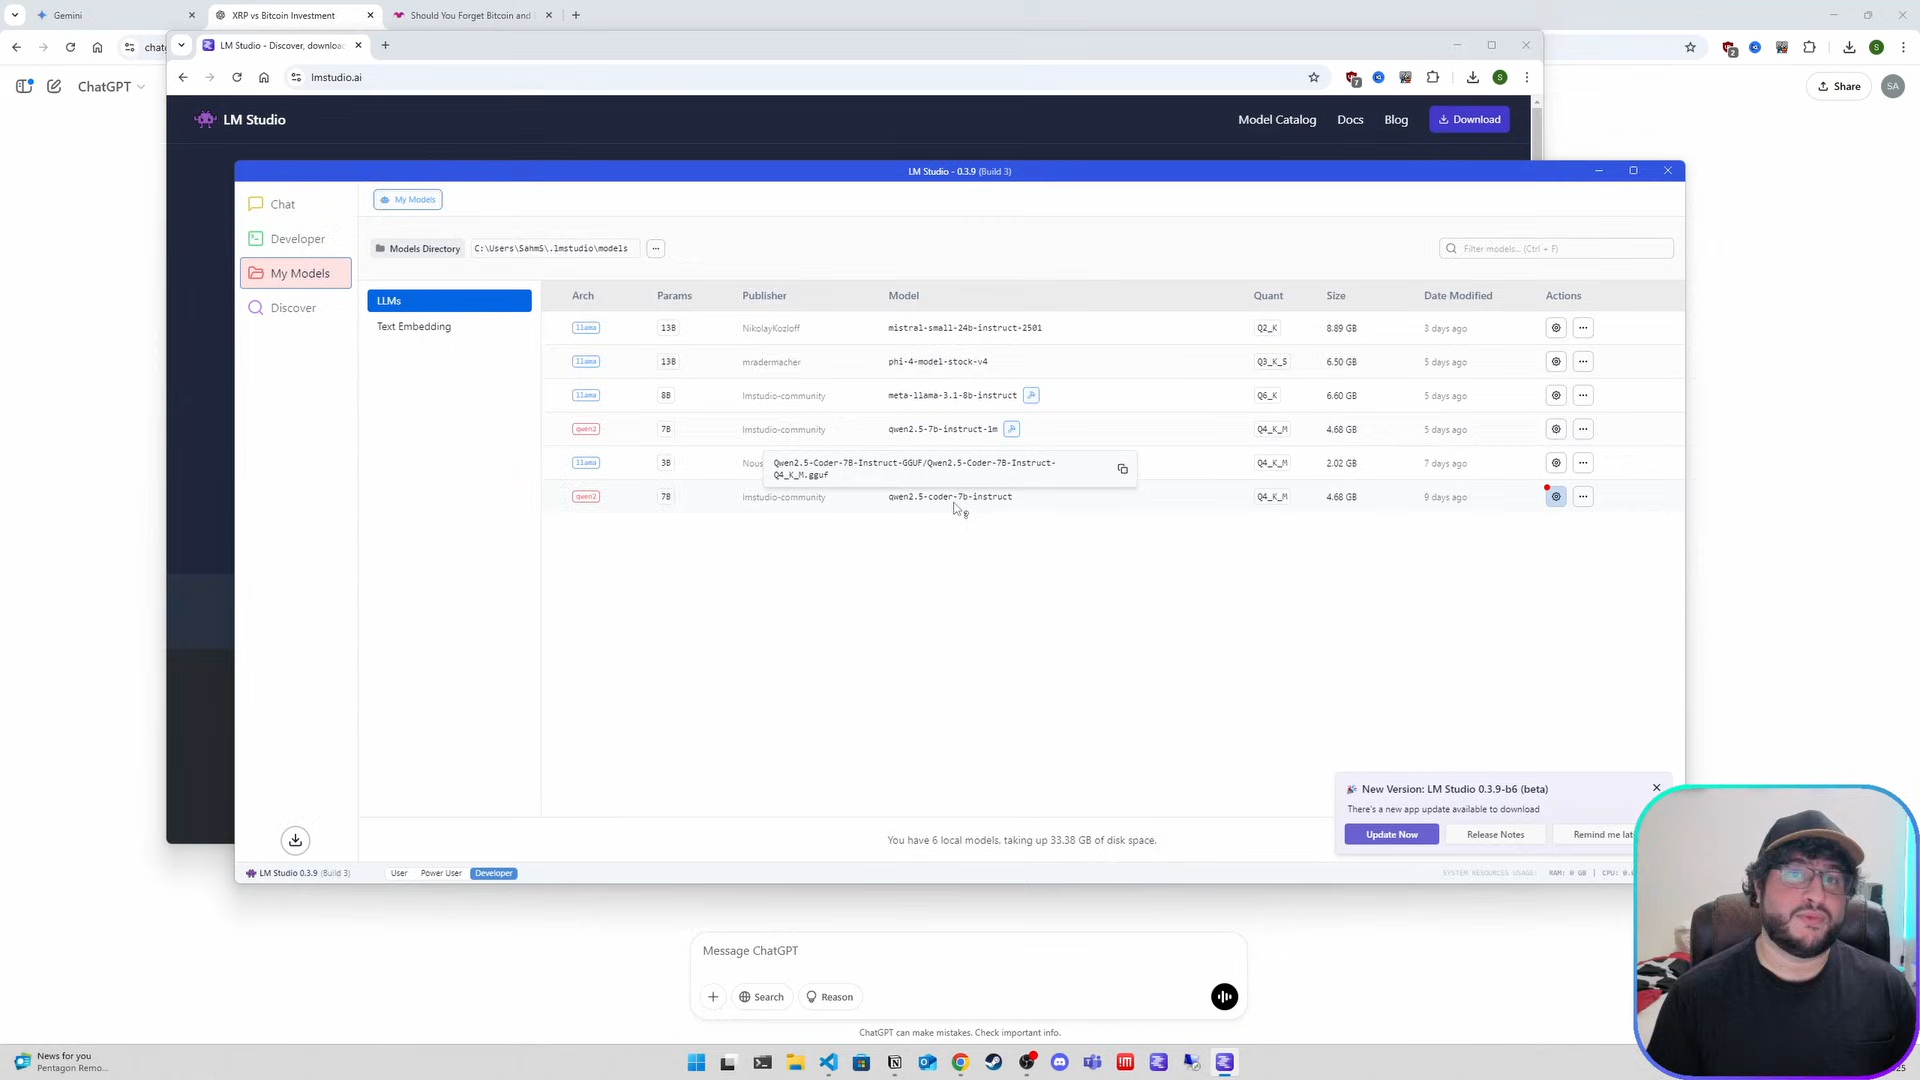 Gemini
XRP vs Bitcoin Investment
Should You Forget Bitcoin and
LM Studio - Discover, downloa
chat
lmstudio.ai
ChatGPT
Share
SA
LM Studio
Model Catalog
Docs
Blog
Download
LM Studio - 0.3.9 (Build 3)
Chat
My Models
Developer
Models Directory
C:\Users\SahmS\.lmstudio\models
Filter models... (Ctrl + F)
My Models
Discover
LLMs
Text Embedding
Arch Params Publisher Model Quant Size Date Modified Actions
llama 13B NikolayKozloff mistral-small-24b-instruct-2501 Q2_K 8.89 GB 3 days ago
llama 13B mradermacher phi-4-model-stock-v4 Q3_K_S 6.50 GB 5 days ago
llama 8B lmstudio-community meta-llama-3.1-8b-instruct Q6_K 6.60 GB 5 days ago
qwen2 7B lmstudio-community qwen2.5-7b-instruct-1m Q4_K_M 4.68 GB 5 days ago
llama 3B Nous Q4_K_M 2.02 GB 7 days ago
Qwen2.5-Coder-7B-Instruct-GGUF/Qwen2.5-Coder-7B-Instruct-
Q4_K_M.gguf
qwen2 7B lmstudio-community qwen2.5-coder-7b-instruct Q4_K_M 4.68 GB 9 days ago
New Version: LM Studio 0.3.9-b6 (beta)
There's a new app update available to download
Update Now
Release Notes
Remind me lat
You have 6 local models, taking up 33.38 GB of disk space.
LM Studio 0.3.9 (Build 3)
User
Power User
Developer
SYSTEM RESOURCES USAGE: RAM: 0 GB | CPU: 0.
Message ChatGPT
Search
Reason
ChatGPT can make mistakes. Check important info.
News for you
Pentagon Remo...